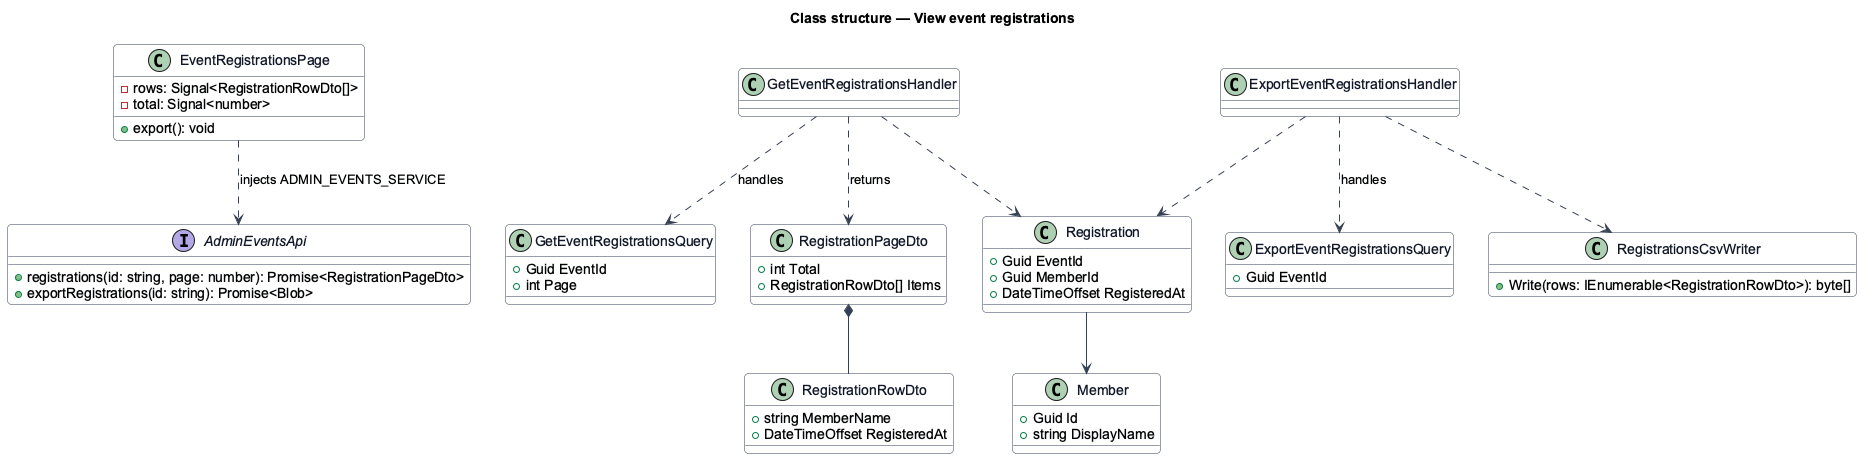 Class structure — View event registrations
C EventRegistrationsPage
rows: Signal<RegistrationRowDto[]>
total: Signal<number>
export(): void
C GetEventRegistrationsHandler
C ExportEventRegistrationsHandler
injects ADMIN_EVENTS_SERVICE
handles
returns
handles
I AdminEventsApi
registrations(id: string, page: number): Promise<RegistrationPageDto>
exportRegistrations(id: string): Promise<Blob>
C GetEventRegistrationsQuery
Guid EventId
int Page
C RegistrationPageDto
int Total
RegistrationRowDto[] Items
C Registration
Guid EventId
Guid MemberId
DateTimeOffset RegisteredAt
C ExportEventRegistrationsQuery
Guid EventId
C RegistrationsCsvWriter
Write(rows: IEnumerable<RegistrationRowDto>): byte[]
C RegistrationRowDto
string MemberName
DateTimeOffset RegisteredAt
C Member
Guid Id
string DisplayName